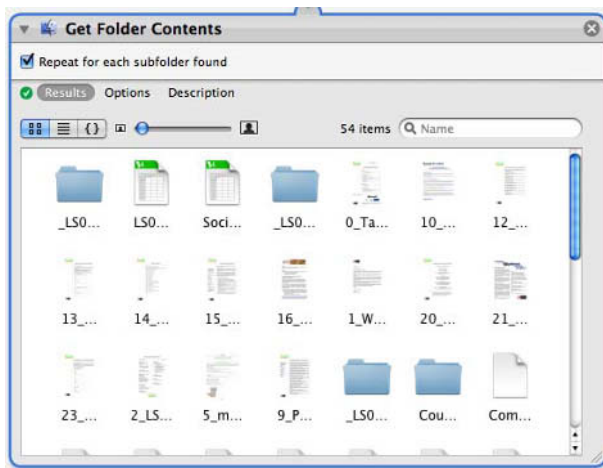 Get Folder Contents
Repeat for each subfolder found
Results Options Description
{} 54 items Name
_LS0... LS0... Soci... _LS0... 0_Ta... 10_... 12_...
13_... 14_... 15_... 16_... 1_W... 20_... 21_...
23_... 2_LS... 5_m... 9_P... _LS0... Cou... Com...